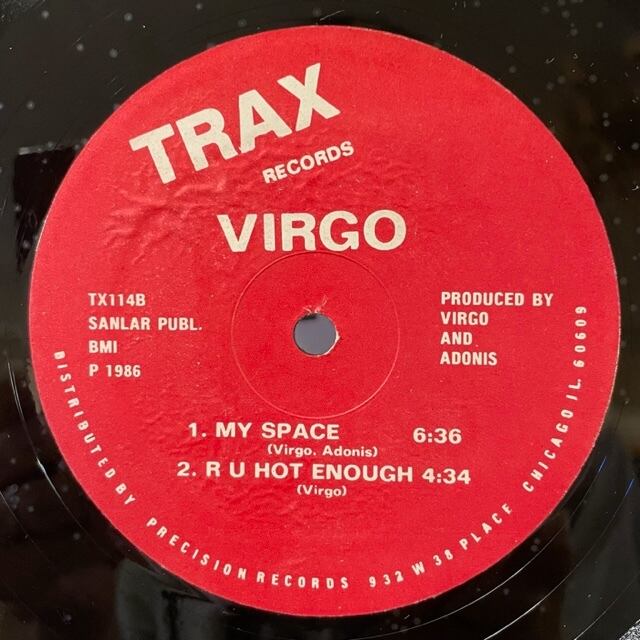 TRAX
RECORDS
VIRGO
TX114B
SANLAR PUBL.
BMI
P 1986
PRODUCED BY
VIRGO
AND
ADONIS
1. MY SPACE 6:36
(Virgo. Adonis)
2. R U HOT ENOUGH 4:34
(Virgo)
DISTRIBUTED BY PRECISION RECORDS 932 W 38 PLACE CHICAGO IL. 60609